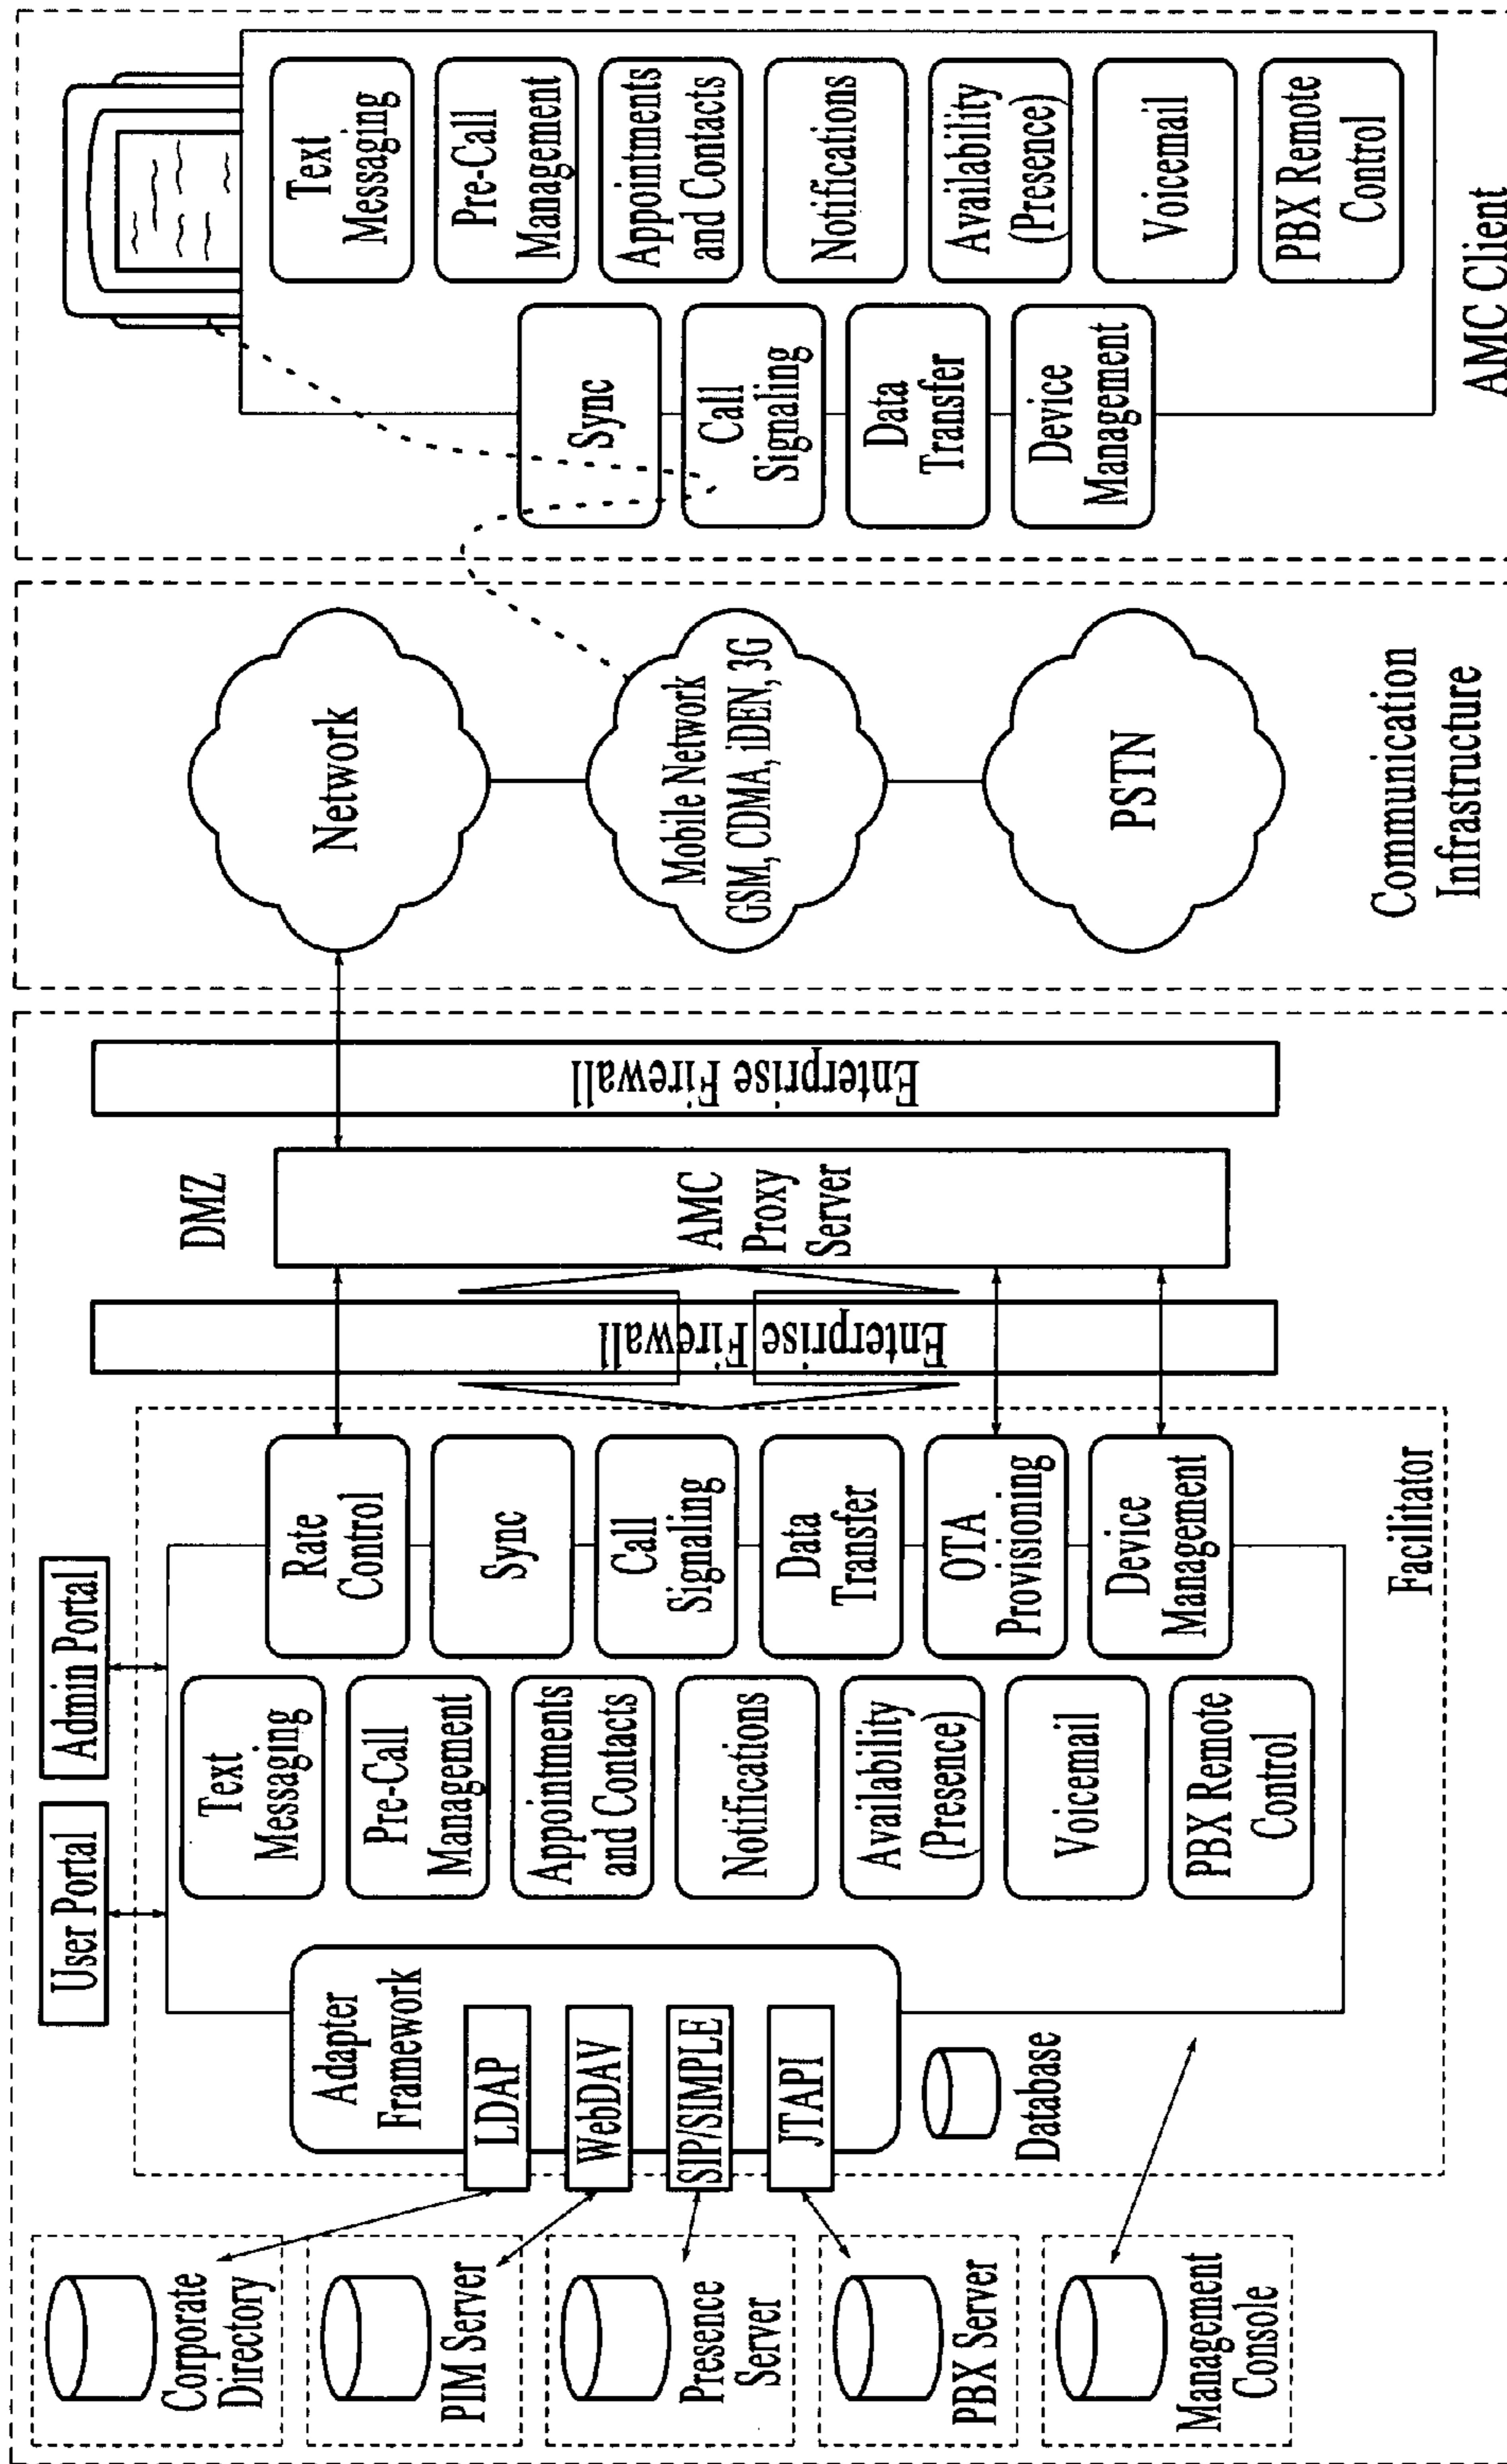 User Portal
Admin Portal
Corporate
Directory
PIM Server
Presence
Server
PBX Server
Management
Console
Adapter
Framework
LDAP
WebDAV
SIP/SIMPLE
JTAPI
Database
Text
Messaging
Pre-Call
Management
Appointments
and Contacts
Notifications
Availability
(Presence)
Voicemail
PBX Remote
Control
Rate
Control
Sync
Call
Signaling
Data
Transfer
OTA
Provisioning
Device
Management
Facilitator
Enterprise Firewall
DMZ
AMC
Proxy
Server
Enterprise Firewall
Network
Mobile Network
GSM, CDMA, iDEN, 3G
PSTN
Communication
Infrastructure
Sync
Call
Signaling
Data
Transfer
Device
Management
Text
Messaging
Pre-Call
Management
Appointments
and Contacts
Notifications
Availability
(Presence)
Voicemail
PBX Remote
Control
AMC Client